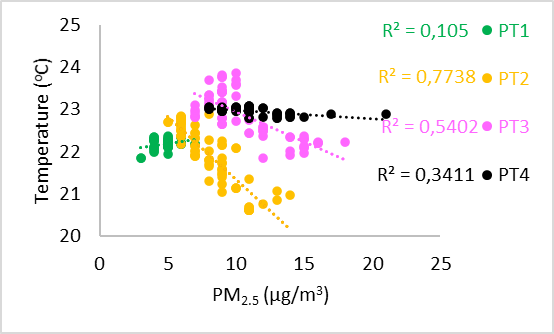 25
24
23
22
21
20
Temperature (ºC)
0 5 10 15 20 25
PM₂.₅ (µg/m³)
R² = 0,105 PT1
R² = 0,7738 PT2
R² = 0,5402 PT3
R² = 0,3411 PT4